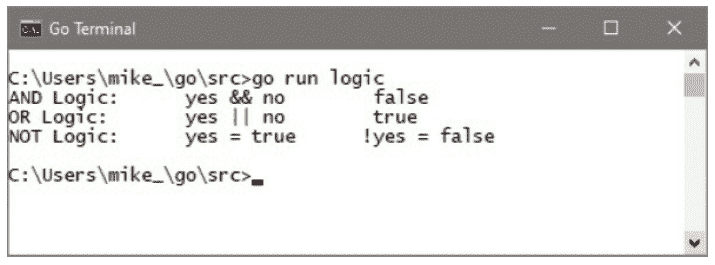 Go Terminal
C:\Users\mike_\go\src>go run logic
AND Logic: yes && no false
OR Logic: yes || no true
NOT Logic: yes = true !yes = false
C:\Users\mike_\go\src>